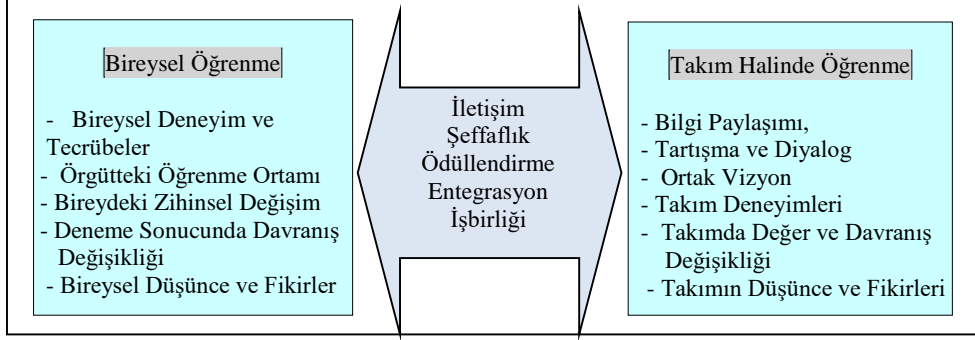 Bireysel Öğrenme
- Bireysel Deneyim ve
Tecrübeler
- Örgütteki Öğrenme Ortamı
- Bireydeki Zihinsel Değişim
- Deneme Sonucunda Davranış
Değişikliği
- Bireysel Düşünce ve Fikirler
İletişim
Şeffaflık
Ödüllendirme
Entegrasyon
İşbirliği
Takım Halinde Öğrenme
- Bilgi Paylaşımı,
- Tartışma ve Diyalog
- Ortak Vizyon
- Takım Deneyimleri
- Takımda Değer ve Davranış
Değişikliği
- Takımın Düşünce ve Fikirleri